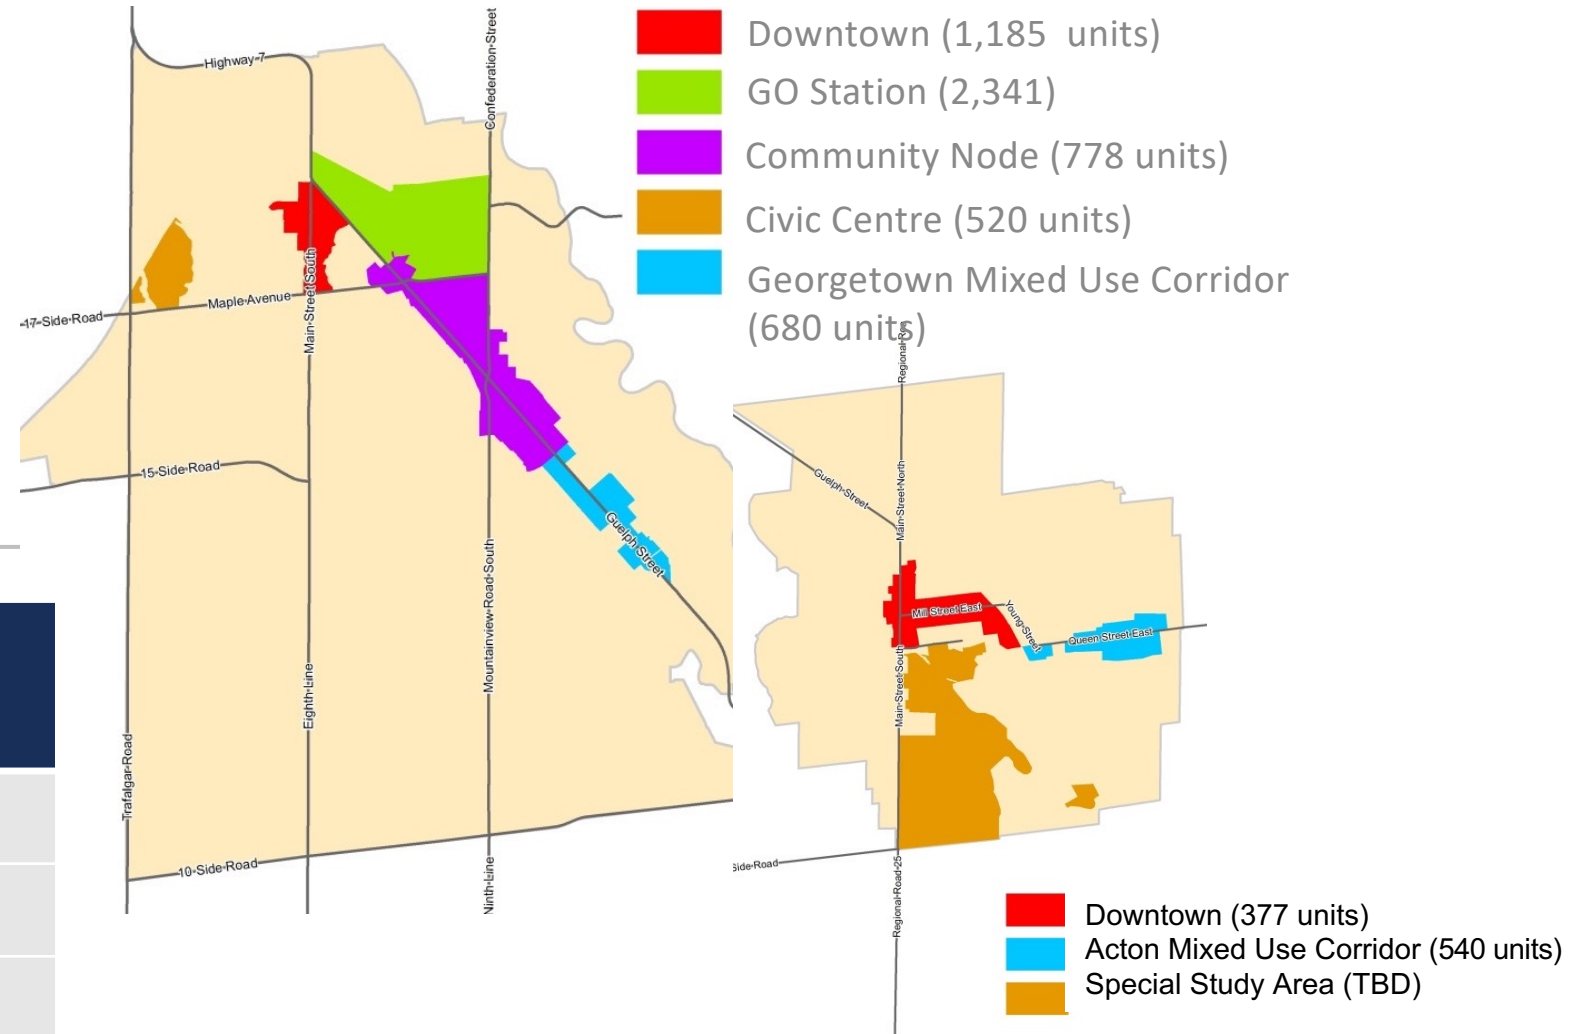 Downtown (1,185 units)
GO Station (2,341)
Community Node (778 units)
Civic Centre (520 units)
Georgetown Mixed Use Corridor
(680 units)
Highway 7
Confederation Street
Main Street South
Maple Avenue
17 Side Road
15 Side Road
Guelph Street
Mountainview Road South
Eighth Line
Trafalgar Road
10 Side Road
Ninth Line
Guelph Street
Main Street North
Mill Street East
Young Street
Queen Street East
Main Street South
Side Road
Regional Road 25
Downtown (377 units)
Acton Mixed Use Corridor (540 units)
Special Study Area (TBD)